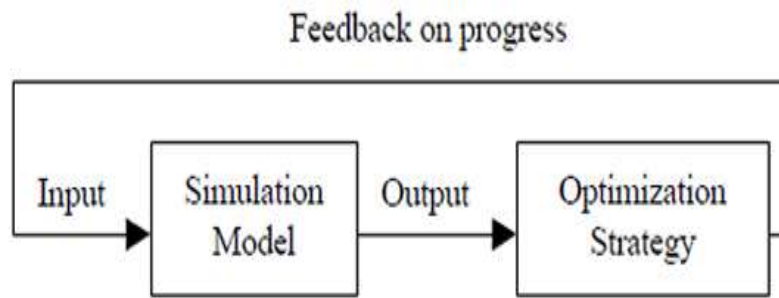 Feedback on progress
Input
Simulation
Model
Output
Optimization
Strategy